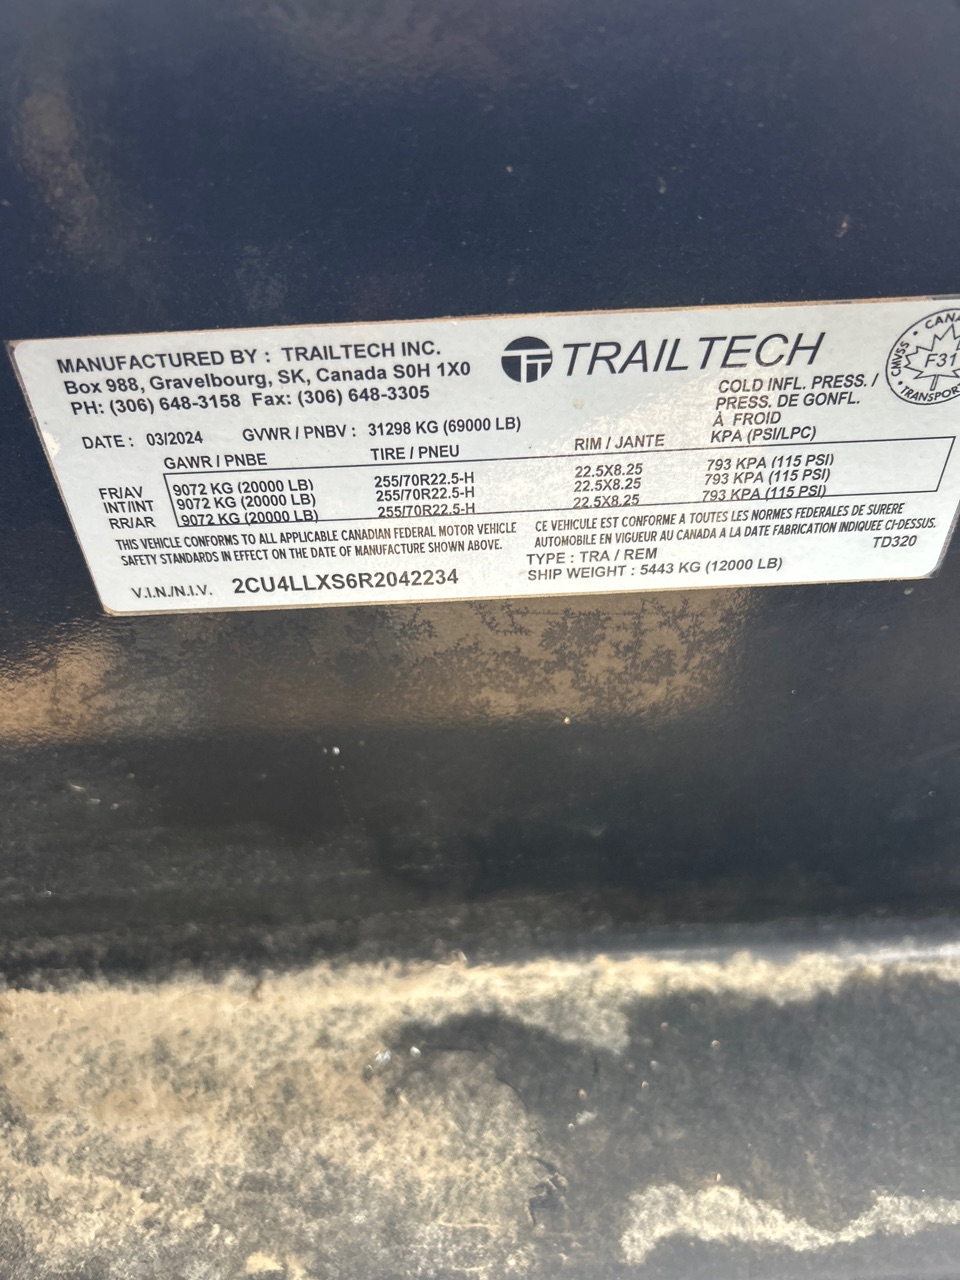 MANUFACTURED BY : TRAILTECH INC.
Box 988, Gravelbourg, SK, Canada S0H 1X0
PH: (306) 648-3158 Fax: (306) 648-3305
TRAILTECH
CMVSS
F31
COLD INFL. PRESS. /
PRESS. DE GONFL.
À FROID
KPA (PSI/LPC)
DATE : 03/2024 GVWR / PNBV : 31298 KG (69000 LB)
GAWR / PNBE TIRE / PNEU RIM / JANTE
FR/AV 9072 KG (20000 LB) 255/70R22.5-H 22.5X8.25 793 KPA (115 PSI)
INT/INT 9072 KG (20000 LB) 255/70R22.5-H 22.5X8.25 793 KPA (115 PSI)
RR/AR 9072 KG (20000 LB) 255/70R22.5-H 22.5X8.25 793 KPA (115 PSI)
THIS VEHICLE CONFORMS TO ALL APPLICABLE CANADIAN FEDERAL MOTOR VEHICLE
SAFETY STANDARDS IN EFFECT ON THE DATE OF MANUFACTURE SHOWN ABOVE.
CE VEHICULE EST CONFORME A TOUTES LES NORMES FEDERALES DE SURERE
AUTOMOBILE EN VIGUEUR AU CANADA A LA DATE FABRICATION INDIQUEE CI-DESSUS.
TYPE : TRA / REM TD320
SHIP WEIGHT : 5443 KG (12000 LB)
V.I.N./N.I.V. 2CU4LLXS6R2042234